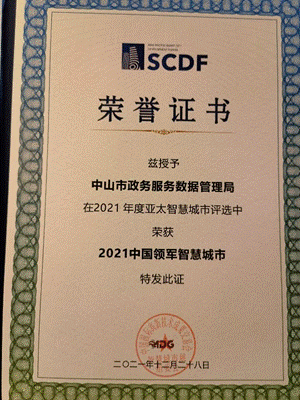 SCDF
荣誉证书
兹授予
中山市政务服务数据管理局
在2021 年度亚太智慧城市评选中
荣获
2021中国领军智慧城市
特发此证
二〇二一年十二月二十八日